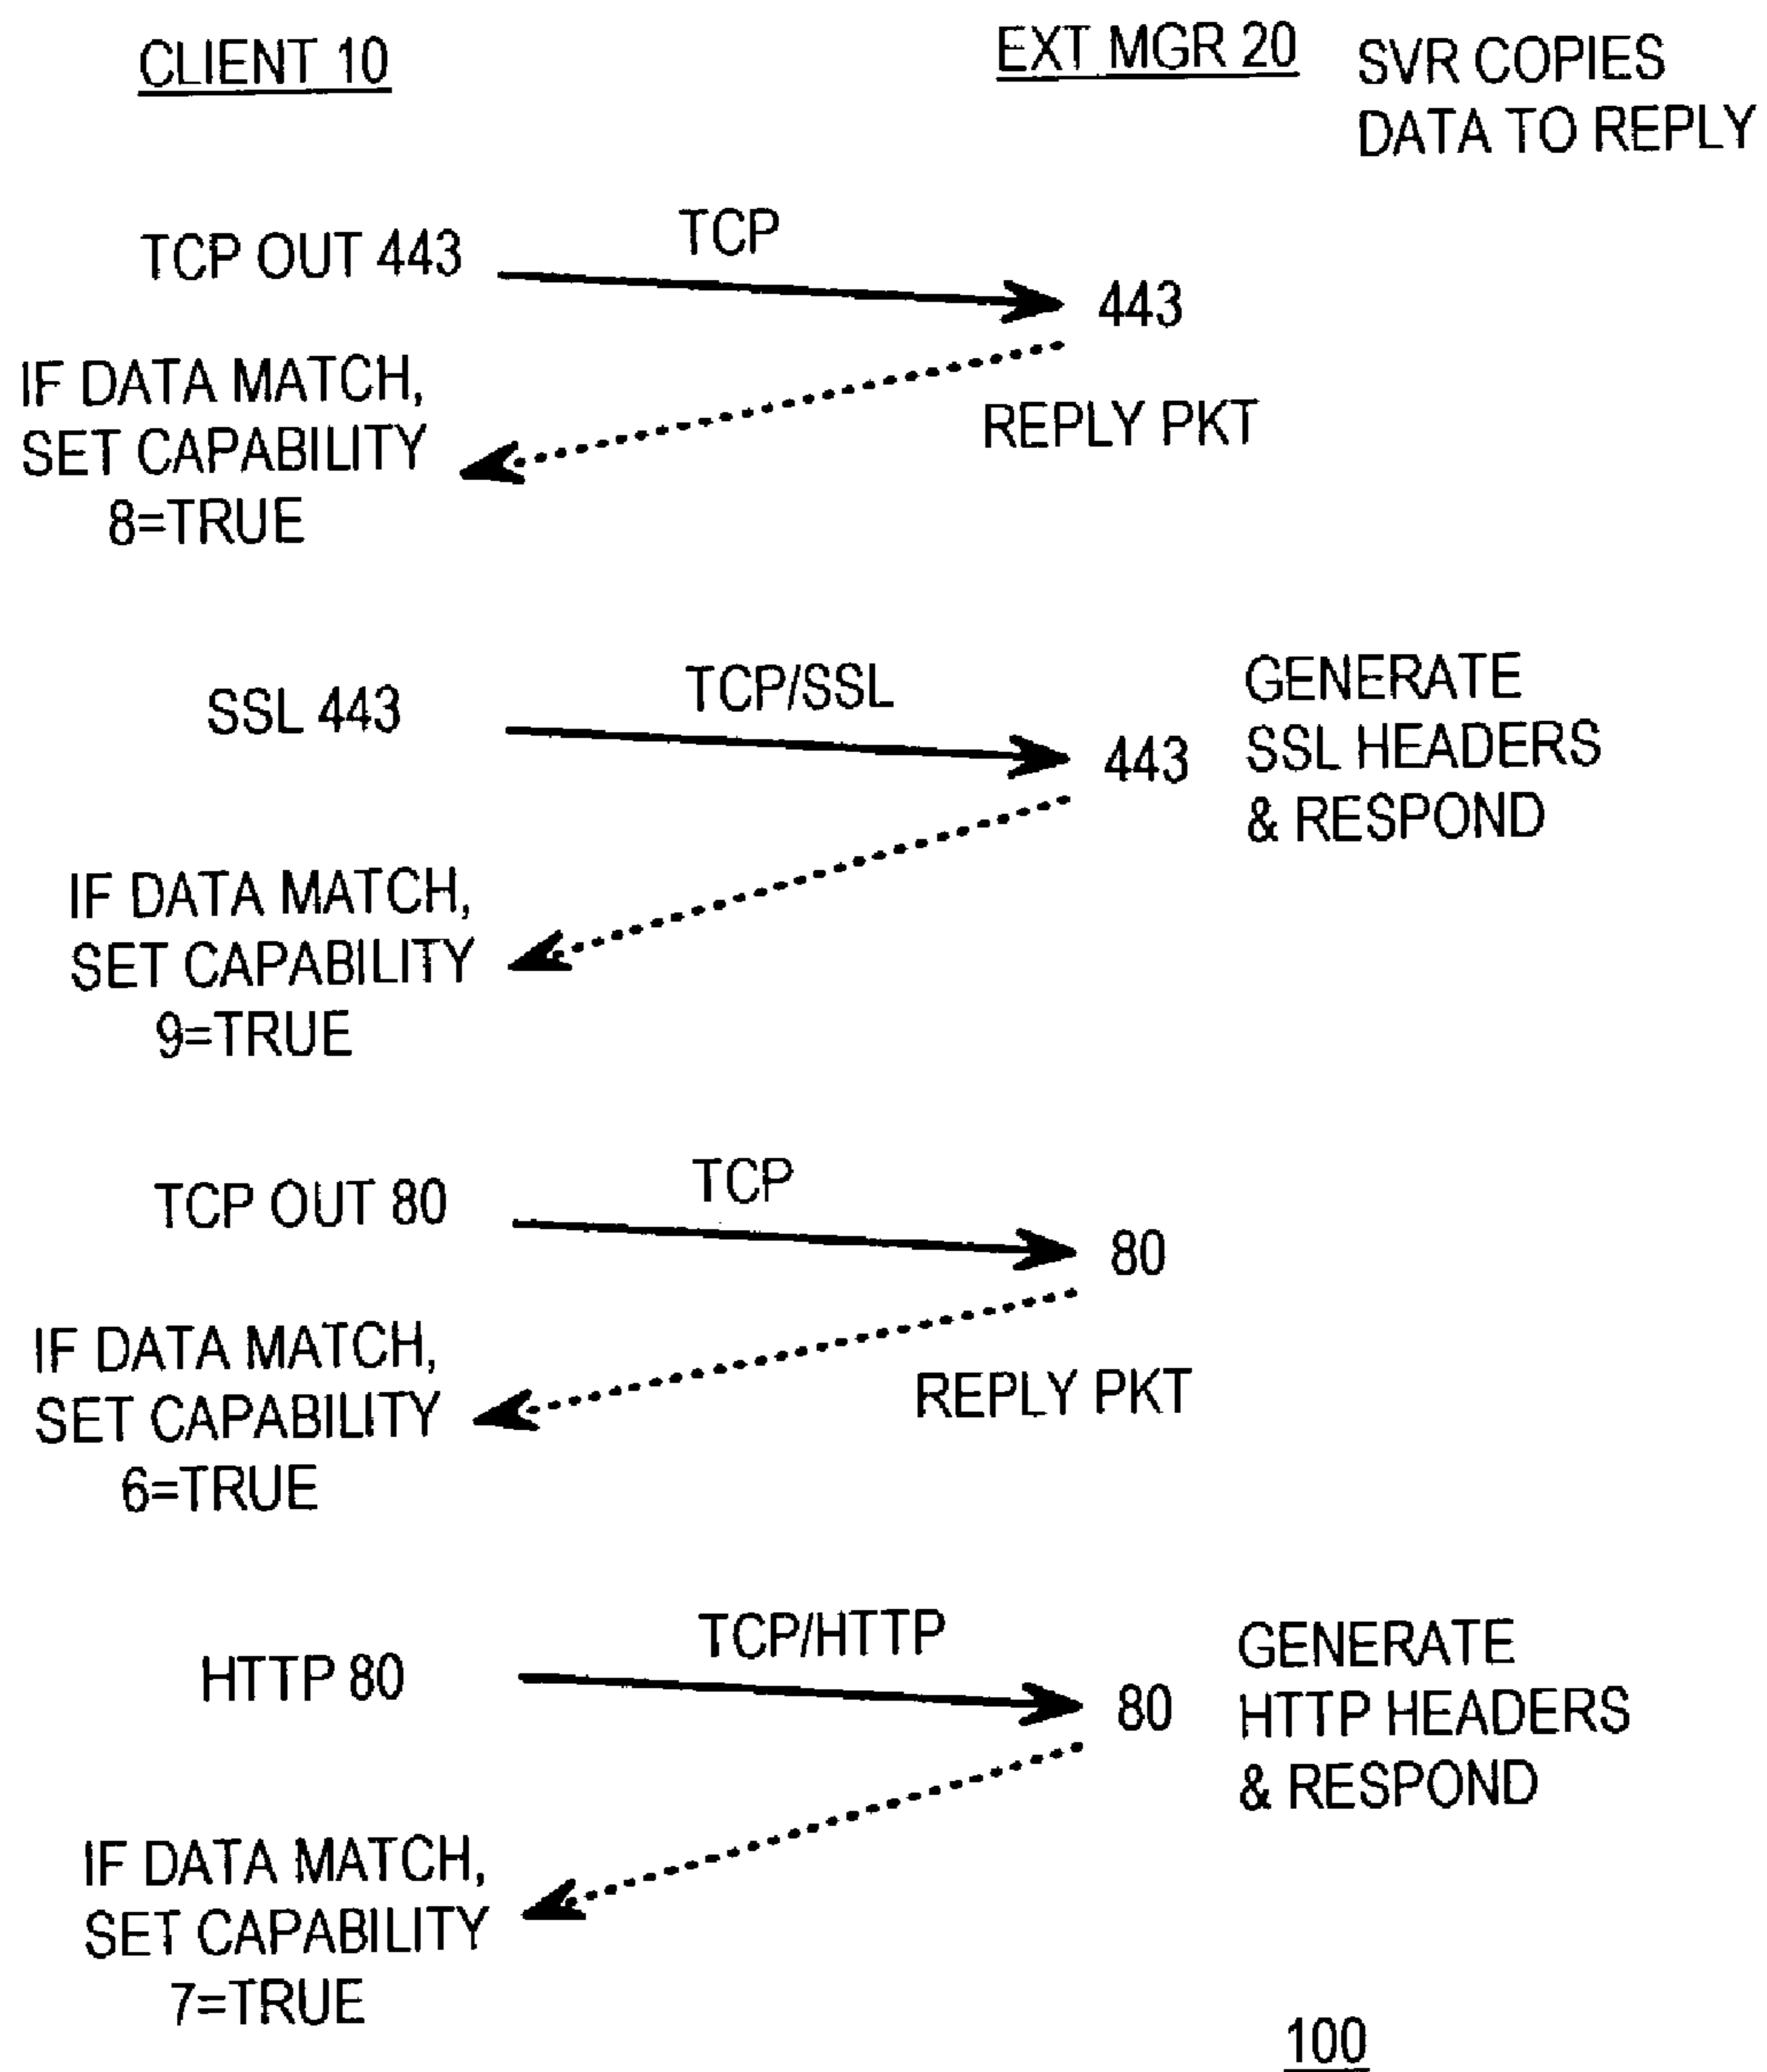 CLIENT 10
EXT MGR 20
SVR COPIES
DATA TO REPLY
TCP OUT 443
TCP
443
IF DATA MATCH,
SET CAPABILITY
8=TRUE
REPLY PKT
SSL 443
TCP/SSL
443
GENERATE
SSL HEADERS
& RESPOND
IF DATA MATCH,
SET CAPABILITY
9=TRUE
TCP OUT 80
TCP
80
IF DATA MATCH,
SET CAPABILITY
6=TRUE
REPLY PKT
HTTP 80
TCP/HTTP
80
GENERATE
HTTP HEADERS
& RESPOND
IF DATA MATCH,
SET CAPABILITY
7=TRUE
100